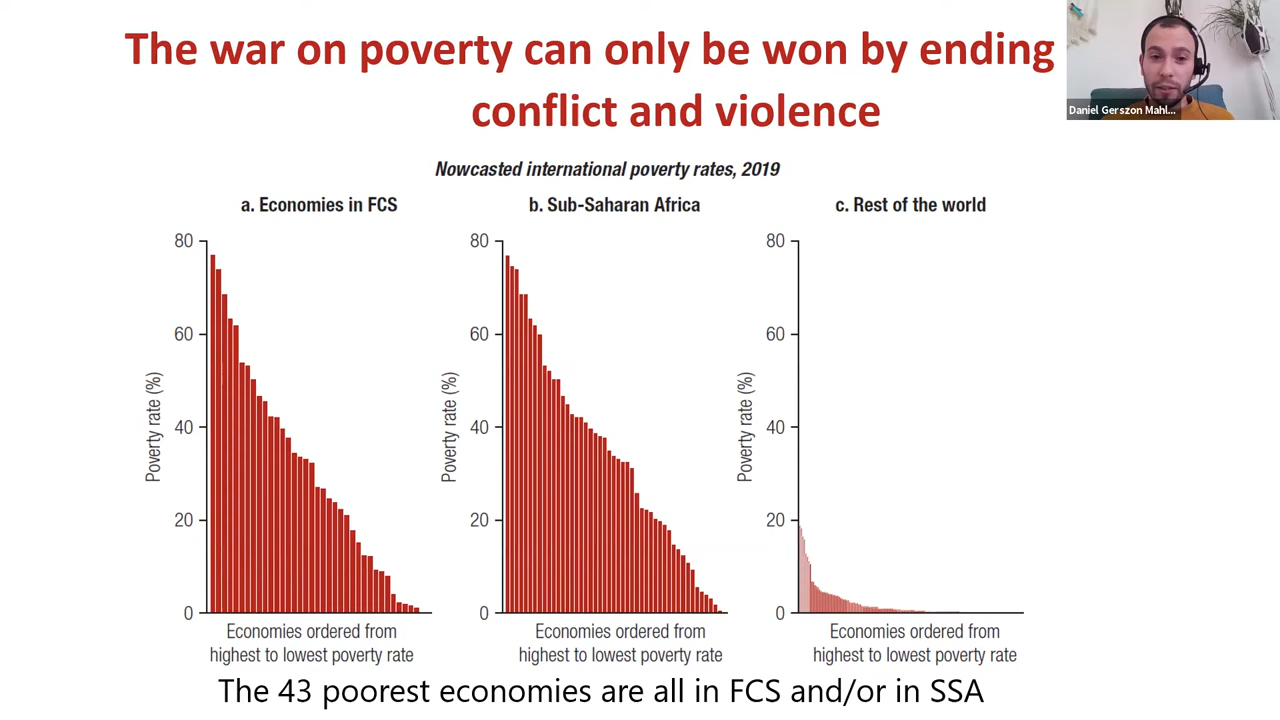 The war on poverty can only be won by ending
conflict and violence
Daniel Gerszon Mahl...
Nowcasted international poverty rates, 2019
a. Economies in FCS
b. Sub-Saharan Africa
c. Rest of the world
80
60
40
20
0
Poverty rate (%)
Economies ordered from
highest to lowest poverty rate
80
60
40
20
0
Poverty rate (%)
Economies ordered from
highest to lowest poverty rate
80
60
40
20
0
Poverty rate (%)
Economies ordered from
highest to lowest poverty rate
The 43 poorest economies are all in FCS and/or in SSA